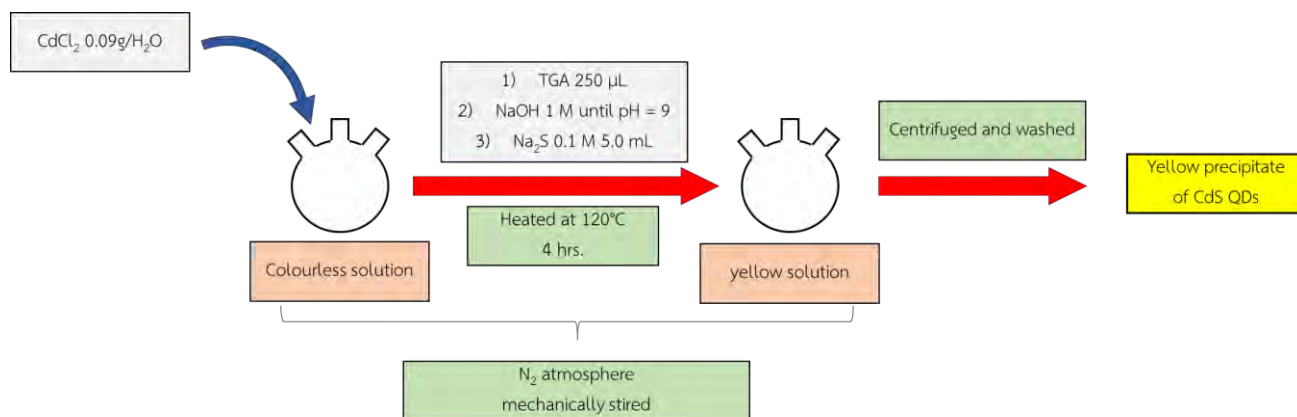 CdCl₂ 0.09g/H₂O
1) TGA 250 µL
2) NaOH 1 M until pH = 9
3) Na₂S 0.1 M 5.0 mL
Heated at 120°C
4 hrs.
Centrifuged and washed
Yellow precipitate
of CdS QDs
Colourless solution
yellow solution
N₂ atmosphere
mechanically stired